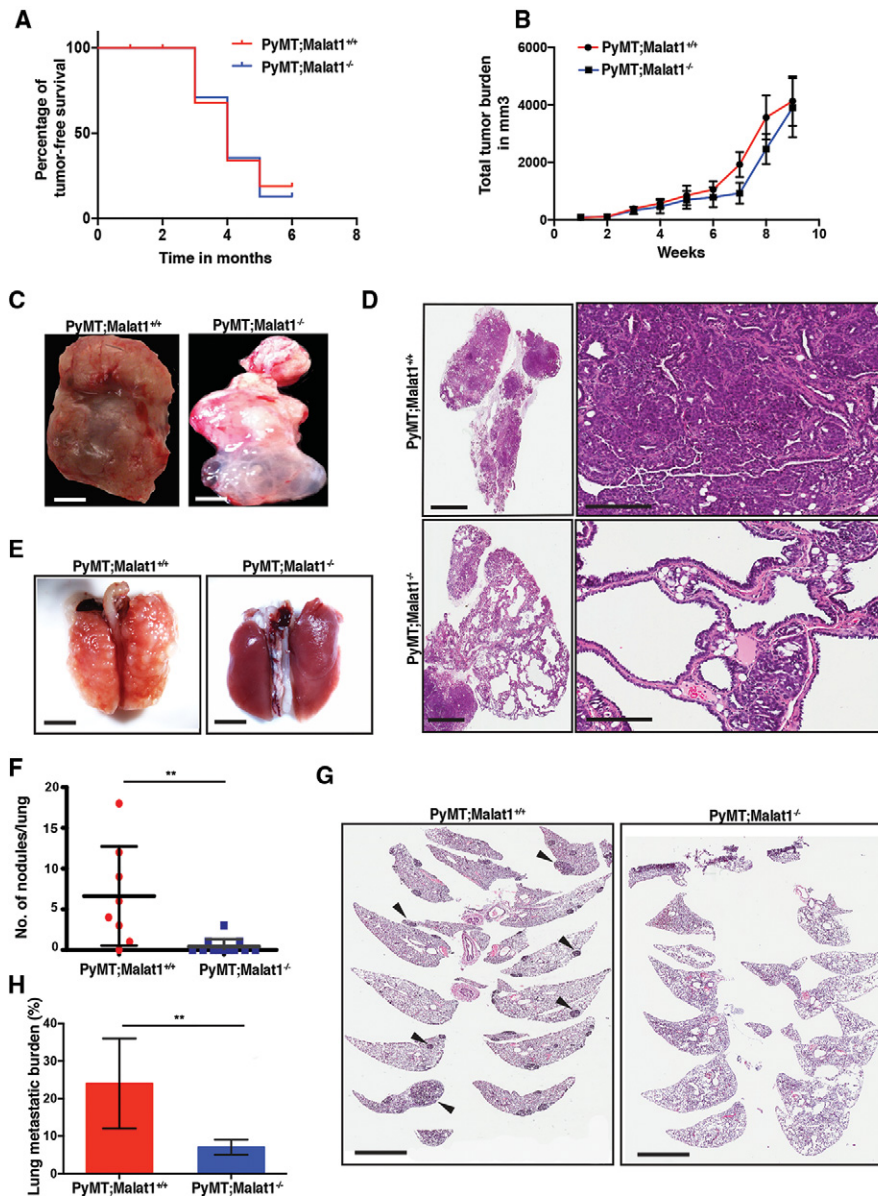 A
PyMT;Malat1+/+
PyMT;Malat1-/-
Percentage of
tumor-free survival
100
50
0
0 2 4 6 8
Time in months
B
PyMT;Malat1+/+
PyMT;Malat1-/-
Total tumor burden
in mm3
6000
4000
2000
0
0 2 4 6 8 10
Weeks
C
PyMT;Malat1+/+ PyMT;Malat1-/-
D
PyMT;Malat1+/+
PyMT;Malat1-/-
E
PyMT;Malat1+/+ PyMT;Malat1-/-
F
**
No. of nodules/lung
20
15
10
5
0
PyMT;Malat1+/+ PyMT;Malat1-/-
G
PyMT;Malat1+/+ PyMT;Malat1-/-
H
**
Lung metastatic burden (%)
40
30
20
10
0
PyMT;Malat1+/+ PyMT;Malat1-/-